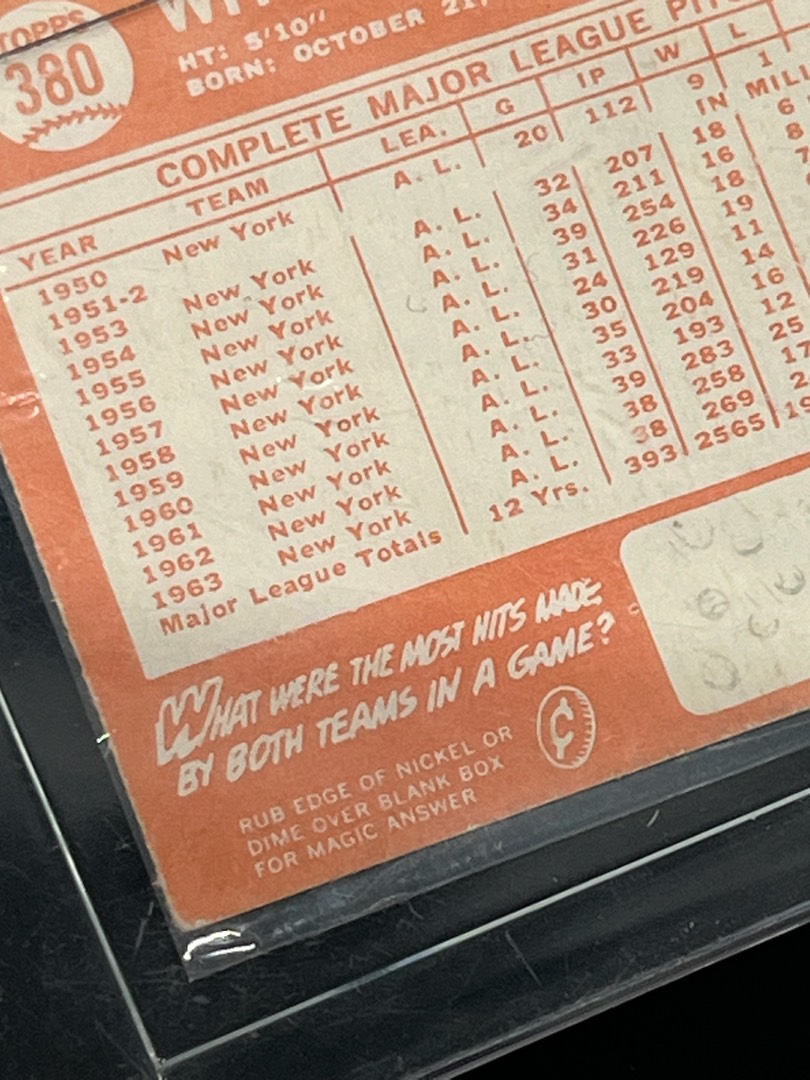 TOPPS
380
HT: 5'10"
BORN: OCTOBER 21,
COMPLETE MAJOR LEAGUE
YEAR TEAM LEA. G IP W L
1950 New York A. L. 20 112 9 1
1951-2 IN
1953 New York A. L. 32 207 18 6
1954 New York A. L. 34 211 16 8
1955 New York A. L. 39 254 18 7
1956 New York A. L. 31 226 19
1957 New York A. L. 24 129 11
1958 New York A. L. 30 219 14
1959 New York A. L. 35 204 16
1960 New York A. L. 33 193 12
1961 New York A. L. 39 283 25
1962 New York A. L. 38 258 17
1963 New York A. L. 38 269
Major League Totals 12 Yrs. 393 2565
WHAT WERE THE MOST HITS MADE
BY BOTH TEAMS IN A GAME?
¢
RUB EDGE OF NICKEL OR
DIME OVER BLANK BOX
FOR MAGIC ANSWER